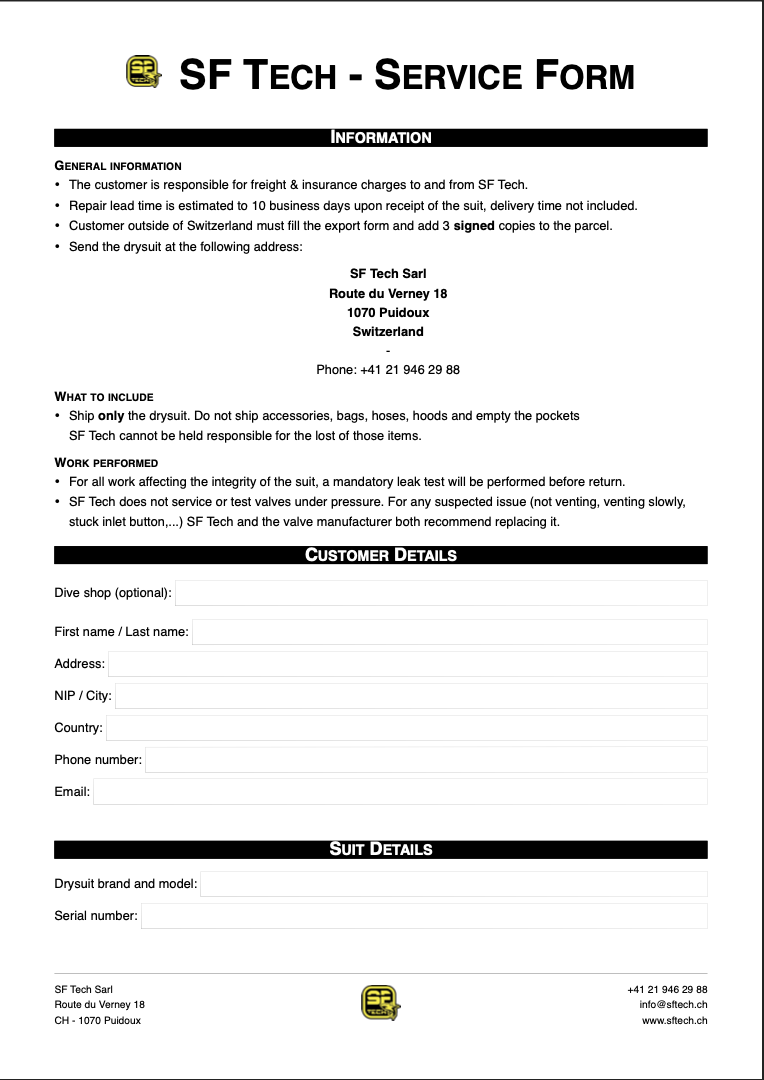 SF TECH
SF TECH - SERVICE FORM
INFORMATION
GENERAL INFORMATION
• The customer is responsible for freight & insurance charges to and from SF Tech.
• Repair lead time is estimated to 10 business days upon receipt of the suit, delivery time not included.
• Customer outside of Switzerland must fill the export form and add 3 signed copies to the parcel.
• Send the drysuit at the following address:
SF Tech Sarl
Route du Verney 18
1070 Puidoux
Switzerland
-
Phone: +41 21 946 29 88
WHAT TO INCLUDE
• Ship only the drysuit. Do not ship accessories, bags, hoses, hoods and empty the pockets
SF Tech cannot be held responsible for the lost of those items.
WORK PERFORMED
• For all work affecting the integrity of the suit, a mandatory leak test will be performed before return.
• SF Tech does not service or test valves under pressure. For any suspected issue (not venting, venting slowly,
stuck inlet button,...) SF Tech and the valve manufacturer both recommend replacing it.
CUSTOMER DETAILS
Dive shop (optional):
First name / Last name:
Address:
NIP / City:
Country:
Phone number:
Email:
SUIT DETAILS
Drysuit brand and model:
Serial number:
SF Tech Sarl
Route du Verney 18
CH - 1070 Puidoux
SF TECH
+41 21 946 29 88
info@sftech.ch
www.sftech.ch